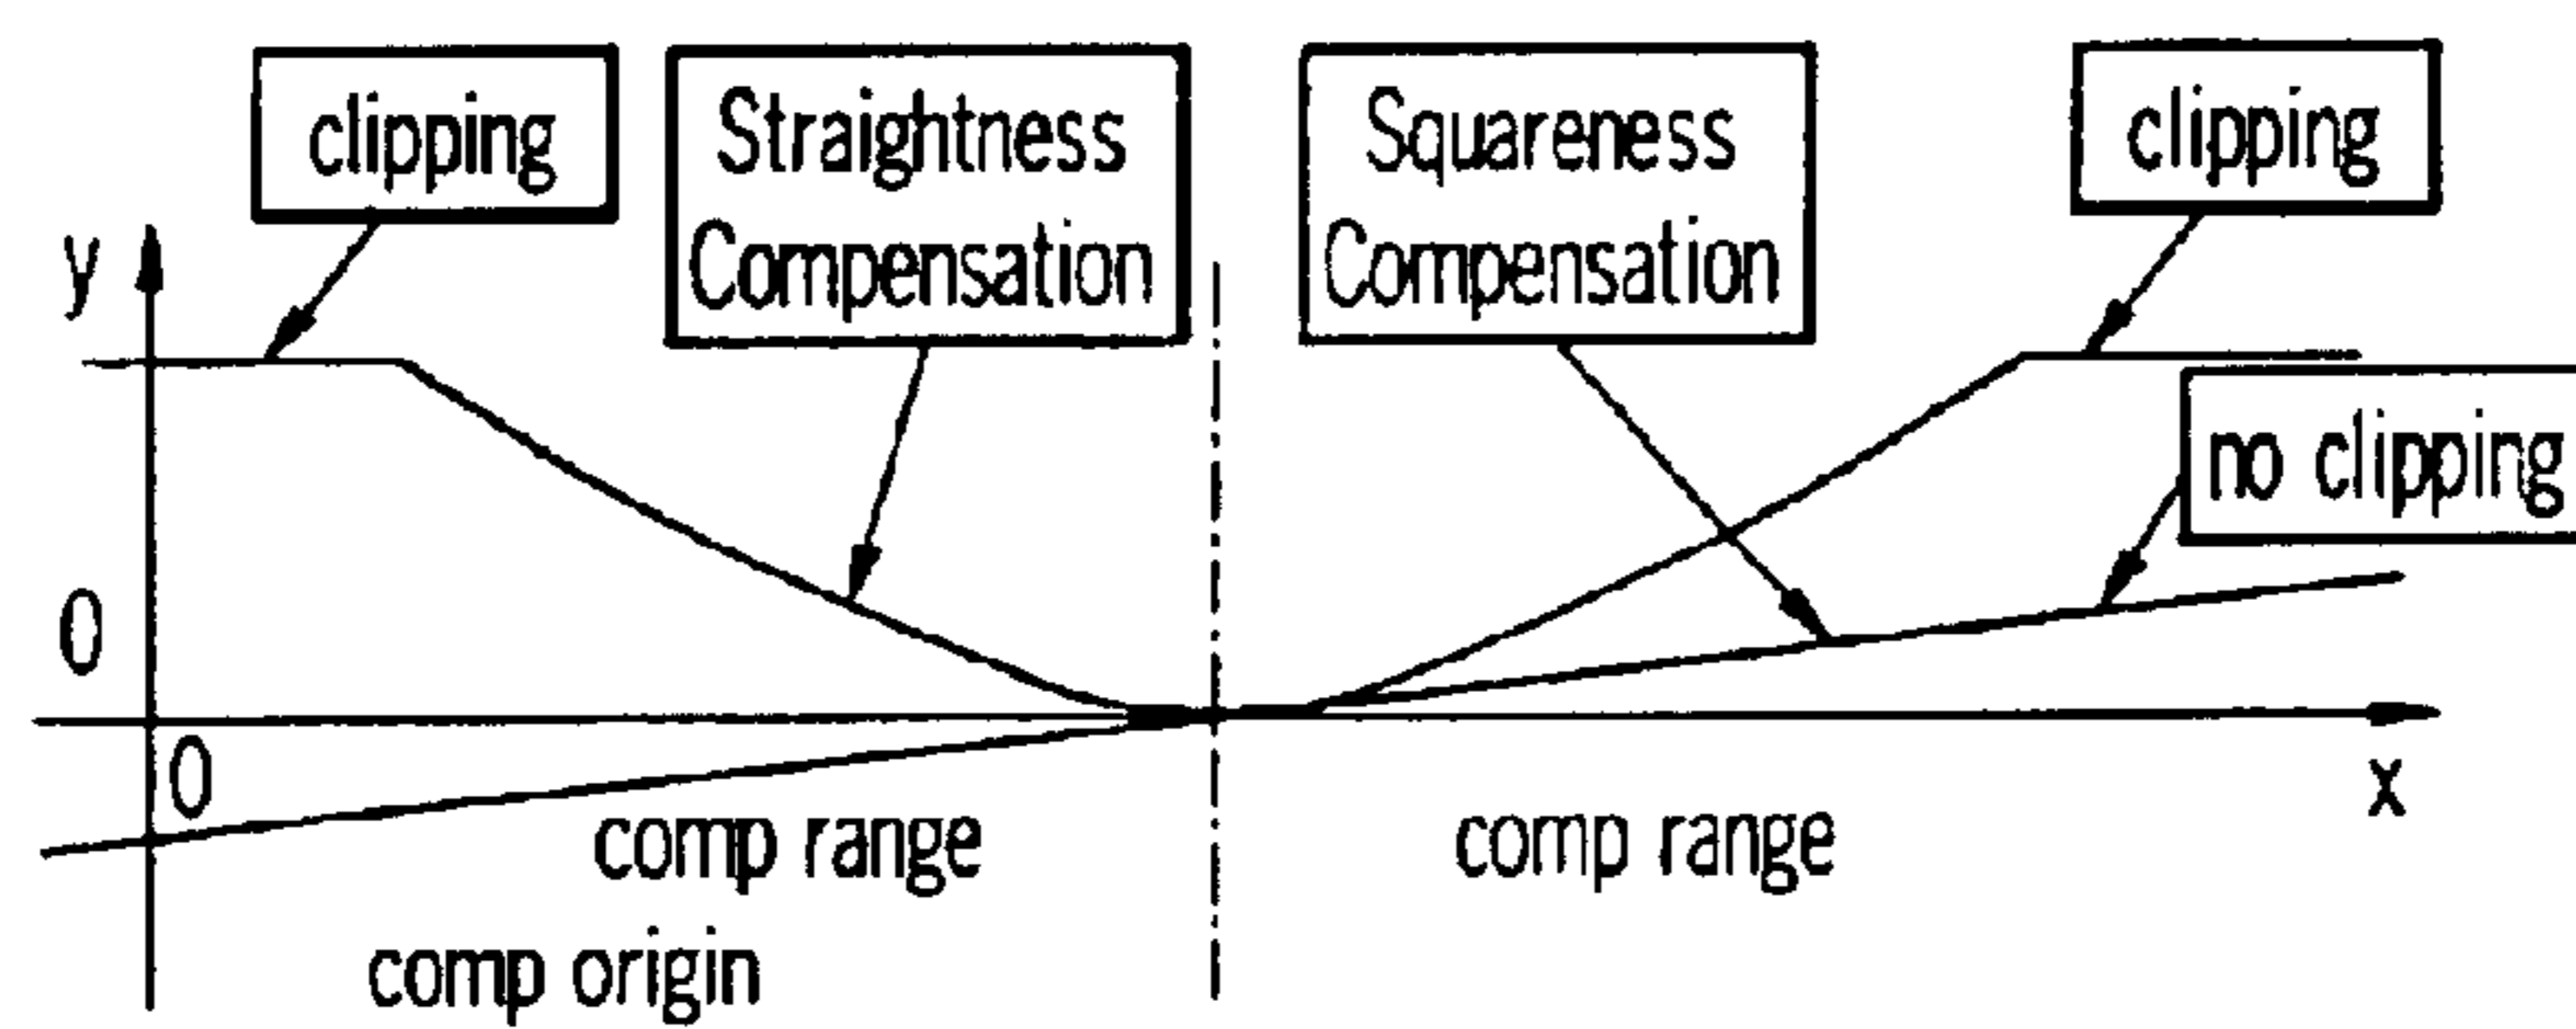 clipping
Straightness
Compensation
Squareness
Compensation
clipping
y
no clipping
0
0
x
comp range
comp range
comp origin